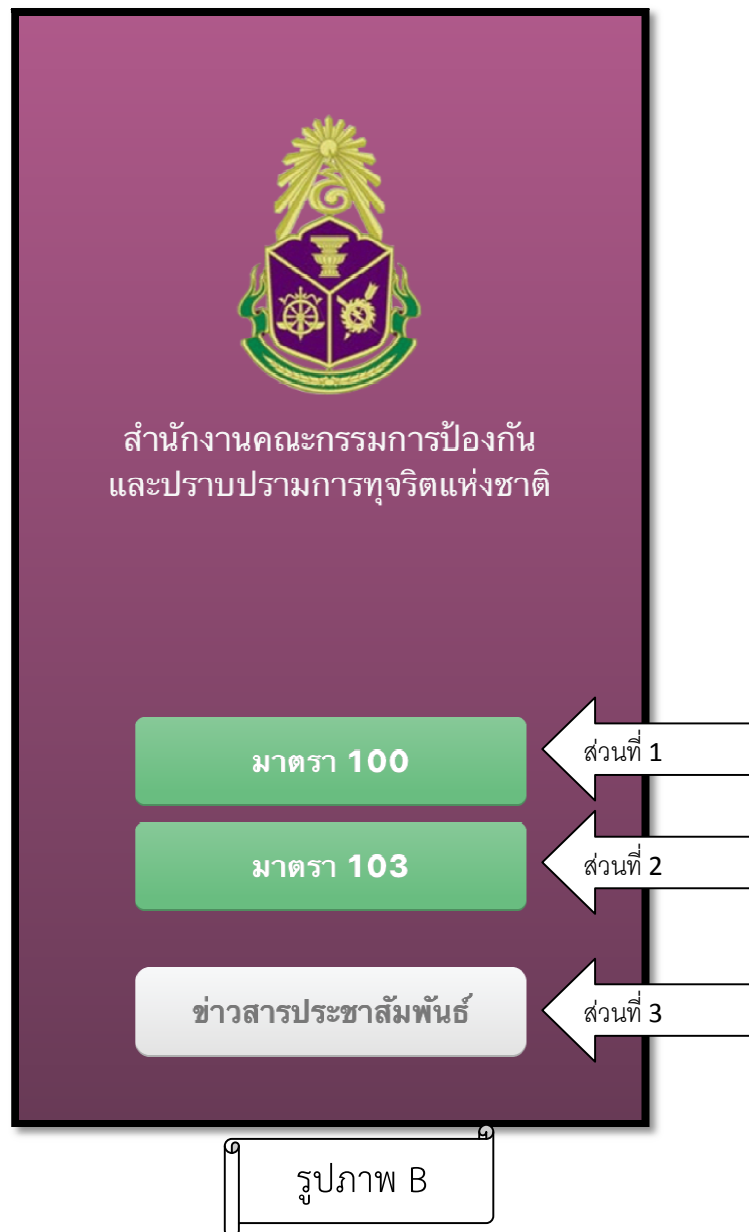 สำนักงานคณะกรรมการป้องกัน
และปราบปรามการทุจริตแห่งชาติ
มาตรา 100
ส่วนที่ 1
มาตรา 103
ส่วนที่ 2
ข่าวสารประชาสัมพันธ์
ส่วนที่ 3
รูปภาพ B